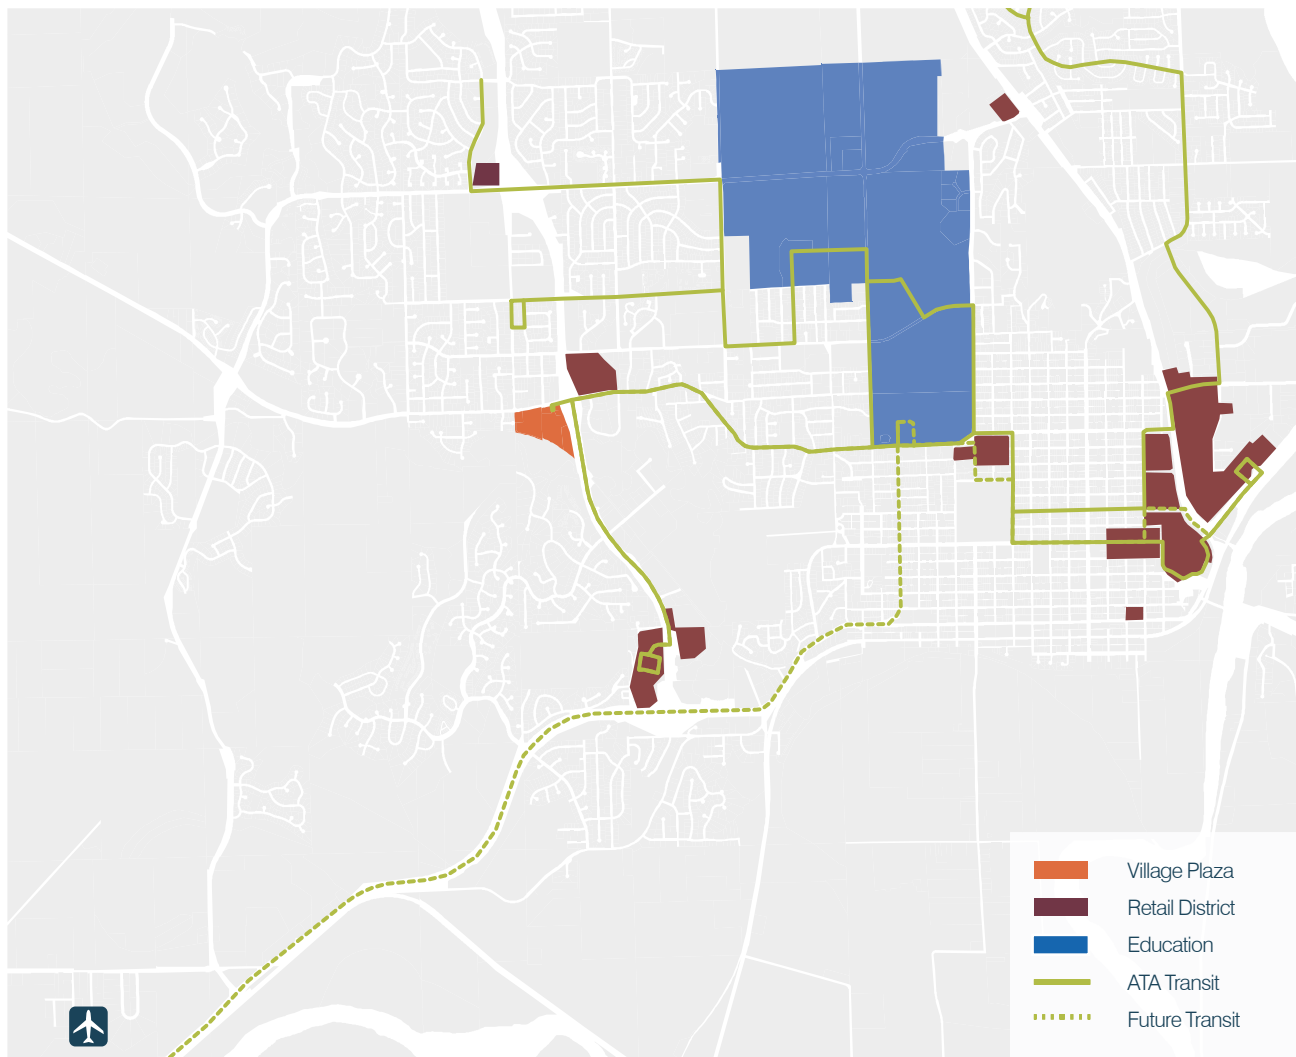 Village Plaza
Retail District
Education
ATA Transit
Future Transit